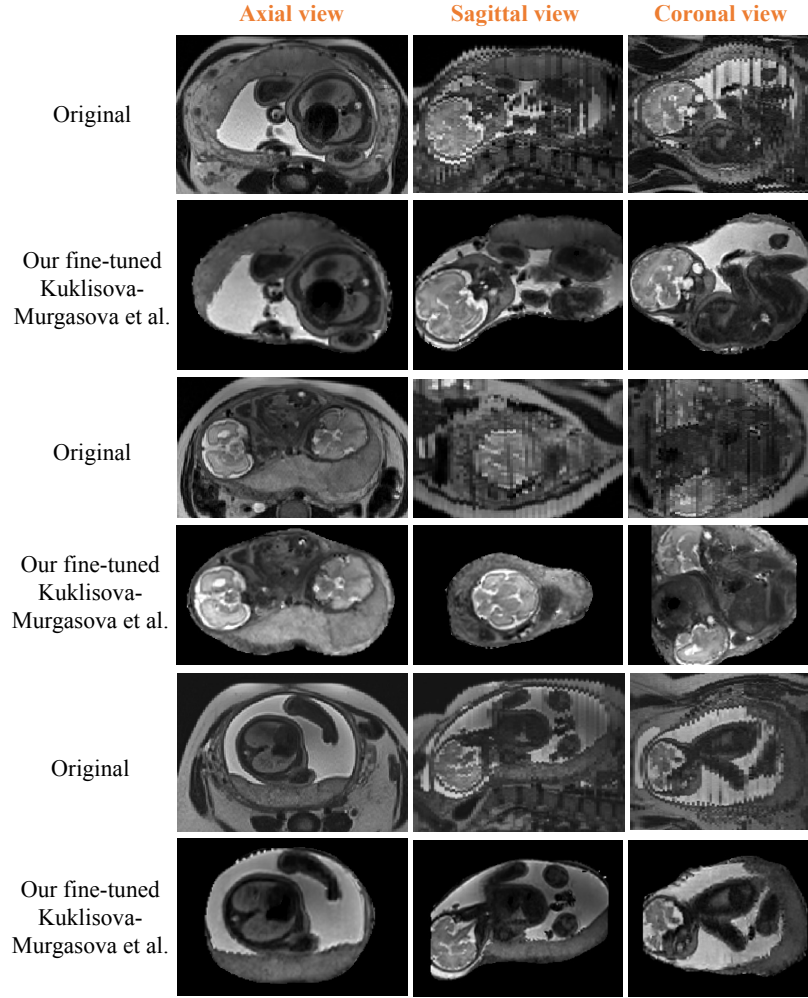 Axial view
Sagittal view
Coronal view
Original
Our fine-tuned
Kuklisova-
Murgasova et al.
Original
Our fine-tuned
Kuklisova-
Murgasova et al.
Original
Our fine-tuned
Kuklisova-
Murgasova et al.